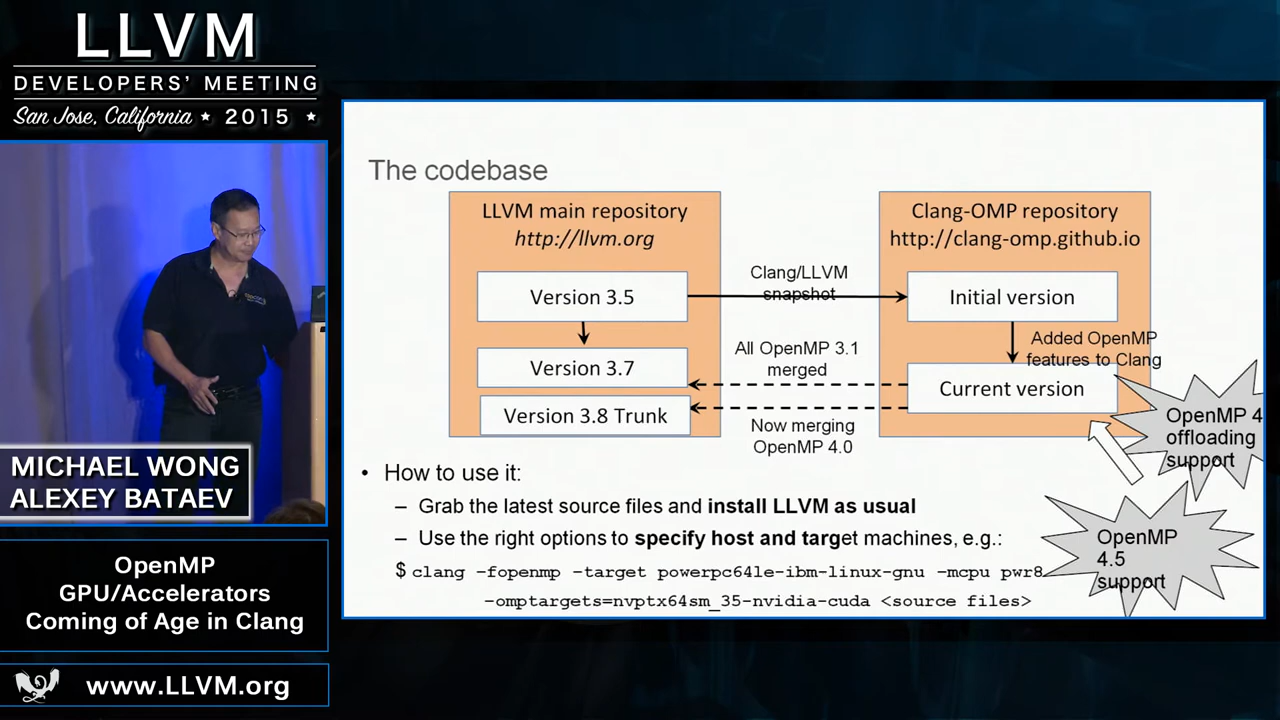 LLVM
DEVELOPERS' MEETING
San Jose, California ★ 2015 ★
MICHAEL WONG
ALEXEY BATAEV
OpenMP
GPU/Accelerators
Coming of Age in Clang
www.LLVM.org
The codebase
LLVM main repository
http://llvm.org
Version 3.5
Version 3.7
Version 3.8 Trunk
Clang/LLVM
snapshot
All OpenMP 3.1
merged
Now merging
OpenMP 4.0
Clang-OMP repository
http://clang-omp.github.io
Initial version
Added OpenMP
features to Clang
Current version
OpenMP 4
offloading
support
OpenMP
4.5
support
• How to use it:
– Grab the latest source files and install LLVM as usual
– Use the right options to specify host and target machines, e.g.:
$ clang –fopenmp –target powerpc64le-ibm-linux-gnu –mcpu pwr8
–omptargets=nvptx64sm_35-nvidia-cuda <source files>